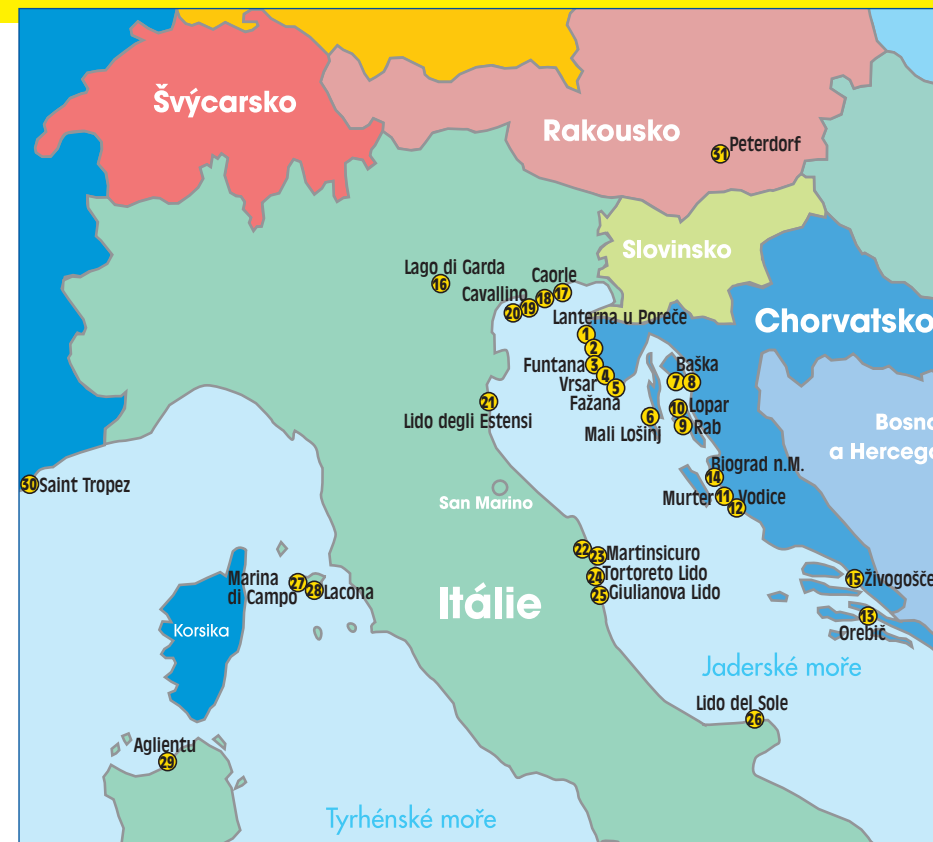 Švýcarsko
Rakousko
31
Peterdorf
Slovinsko
Lago di Garda
16
Caorle
Cavallino
20
19
18
17
Lanterna u Poreče
1
2
Chorvatsko
Funtana
3
Vrsar
4
5
Fažana
Baška
7
8
10
Lopar
9
Rab
6
Mali Lošinj
21
Lido degli Estensi
Bosna
a Hercego
Biograd n.M.
14
Murter
11
Vodice
12
30
Saint Tropez
San Marino
22
23
Martinsicuro
24
Tortoreto Lido
25
Giulianova Lido
15
Živogošče
13
Orebič
Marina
di Campo
27
28
Lacona
Itálie
Korsika
Jaderské moře
Lido del Sole
26
Aglientu
29
Tyrhénské moře